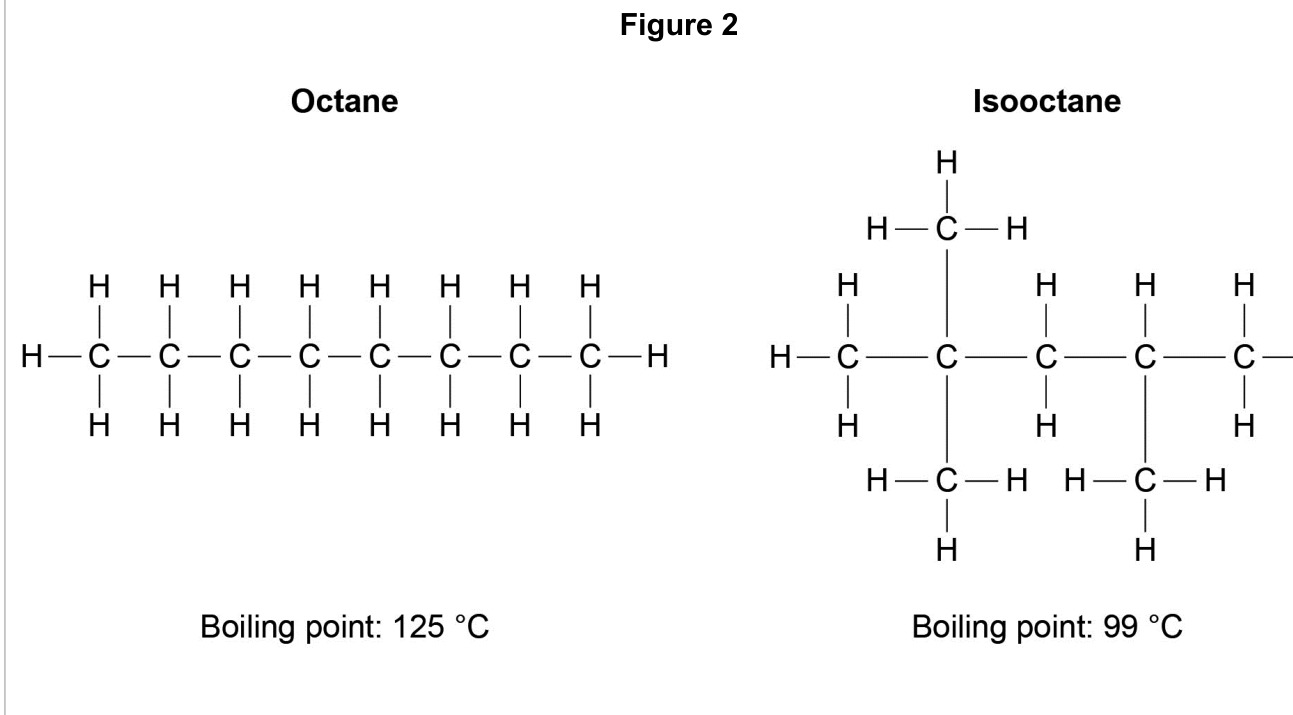 Figure 2
Octane
Isooctane
H
H—C—H
H H H H H H H H
H H H H
H—C—C—C—C—C—C—C—C—H
H—C—C—C—C—C—
H H H H H H H H
H H H
H—C—H H—C—H
H H
Boiling point: 125 °C
Boiling point: 99 °C